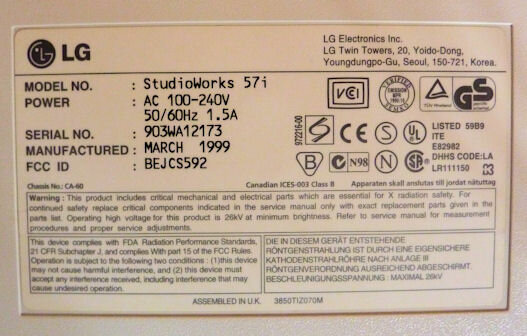 LG
LG Electronics Inc.
LG Twin Towers, 20, Yoido-Dong,
Youngdungpo-Gu, Seoul, 150-721, Korea.
MODEL NO. : StudioWorks 57i
POWER : AC 100-240V
50/60Hz 1.5A
SERIAL NO. : 903WA12173
MANUFACTURED : MARCH 1999
FCC ID : BEJCS592
VCCI
TÜV Rheinland
GS
972216-00
S
CE
S
UL
LISTED 59B9
ITE
E82982
DHHS CODE:LA
LR111150
B
N98
N
Chassis No.: CA-60
Canadian ICES-003 Class B
Apparaten skall anslutas till jordat nätuttag
Warning : This product includes critical mechanical and electrical parts which are essential for X radiation safety. For
continued safety replace critical components indicated in the service manual only with exact replacement parts given in the
parts list. Operating high voltage for this product is 26kV at minimum brightness. Refer to service manual for measurement
procedures and proper service adjustments.
This device complies with FDA Radiation Performance Standards,
21 CFR Subchapter J, and Complies with Part 15 of the FCC Rules.
Operation is subject to the following two conditions : (1)this device
may not cause harmful interference, and (2) this device must
accept any interference received, including interference that may
cause undesired operation.
DIE IN DIESEM GERÄT ENTSTEHENDE
RÖNTGENSTRAHLUNG IST DURCH EINE EIGENSICHERE
KATHODENSTRAHLRÖHRE NACH ANLAGE III
RÖNTGENVERORDNUNG AUSREICHEND ABGESCHIRMT.
BESCHLEUNIGUNGSSPANNUNG : MAXIMAL 26kV
ASSEMBLED IN U.K. 3850TIZ070M